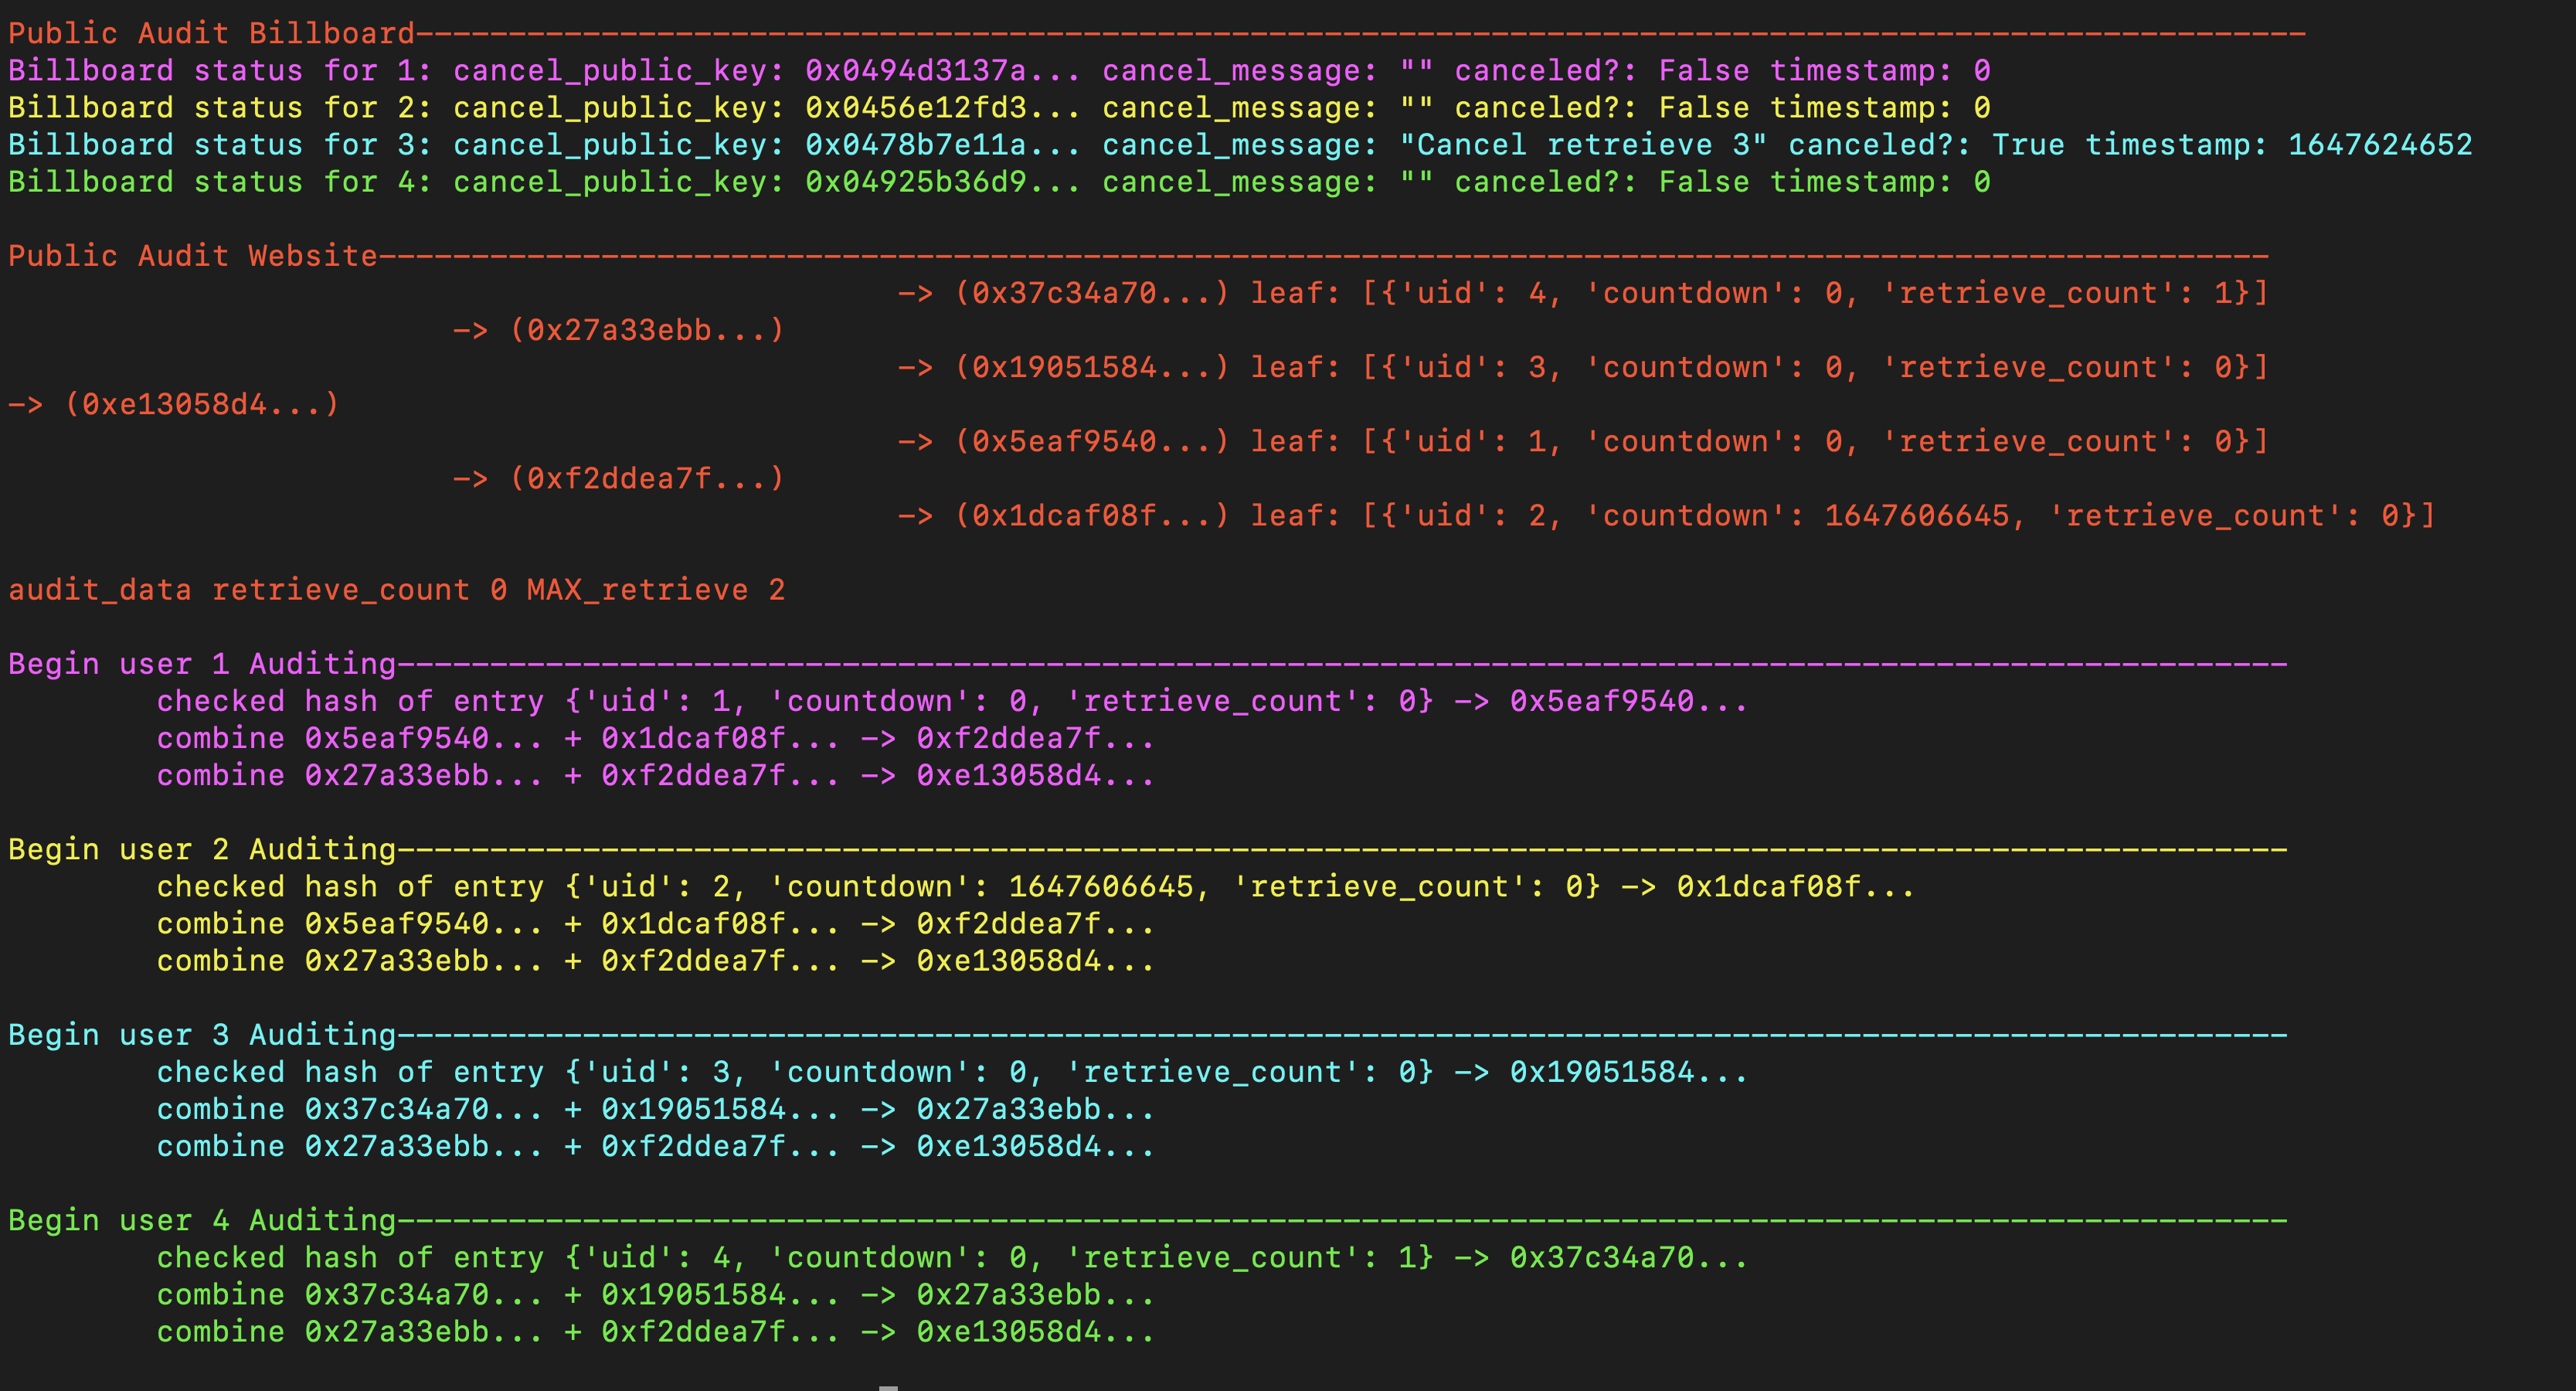 Public Audit Billboard------------------------------------------------------------------------------------------------------
Billboard status for 1: cancel_public_key: 0x0494d3137a... cancel_message: "" canceled?: False timestamp: 0
Billboard status for 2: cancel_public_key: 0x0456e12fd3... cancel_message: "" canceled?: False timestamp: 0
Billboard status for 3: cancel_public_key: 0x0478b7e11a... cancel_message: "Cancel retreieve 3" canceled?: True timestamp: 1647624652
Billboard status for 4: cancel_public_key: 0x04925b36d9... cancel_message: "" canceled?: False timestamp: 0

Public Audit Website------------------------------------------------------------------------------------------------------
                                                -> (0x37c34a70...) leaf: [{'uid': 4, 'countdown': 0, 'retrieve_count': 1}]
                        -> (0x27a33ebb...)
                                                -> (0x19051584...) leaf: [{'uid': 3, 'countdown': 0, 'retrieve_count': 0}]
-> (0xe13058d4...)
                                                -> (0x5eaf9540...) leaf: [{'uid': 1, 'countdown': 0, 'retrieve_count': 0}]
                        -> (0xf2ddea7f...)
                                                -> (0x1dcaf08f...) leaf: [{'uid': 2, 'countdown': 1647606645, 'retrieve_count': 0}]

audit_data retrieve_count 0 MAX_retrieve 2

Begin user 1 Auditing------------------------------------------------------------------------------------------------------
        checked hash of entry {'uid': 1, 'countdown': 0, 'retrieve_count': 0} -> 0x5eaf9540...
        combine 0x5eaf9540... + 0x1dcaf08f... -> 0xf2ddea7f...
        combine 0x27a33ebb... + 0xf2ddea7f... -> 0xe13058d4...

Begin user 2 Auditing------------------------------------------------------------------------------------------------------
        checked hash of entry {'uid': 2, 'countdown': 1647606645, 'retrieve_count': 0} -> 0x1dcaf08f...
        combine 0x5eaf9540... + 0x1dcaf08f... -> 0xf2ddea7f...
        combine 0x27a33ebb... + 0xf2ddea7f... -> 0xe13058d4...

Begin user 3 Auditing------------------------------------------------------------------------------------------------------
        checked hash of entry {'uid': 3, 'countdown': 0, 'retrieve_count': 0} -> 0x19051584...
        combine 0x37c34a70... + 0x19051584... -> 0x27a33ebb...
        combine 0x27a33ebb... + 0xf2ddea7f... -> 0xe13058d4...

Begin user 4 Auditing------------------------------------------------------------------------------------------------------
        checked hash of entry {'uid': 4, 'countdown': 0, 'retrieve_count': 1} -> 0x37c34a70...
        combine 0x37c34a70... + 0x19051584... -> 0x27a33ebb...
        combine 0x27a33ebb... + 0xf2ddea7f... -> 0xe13058d4...